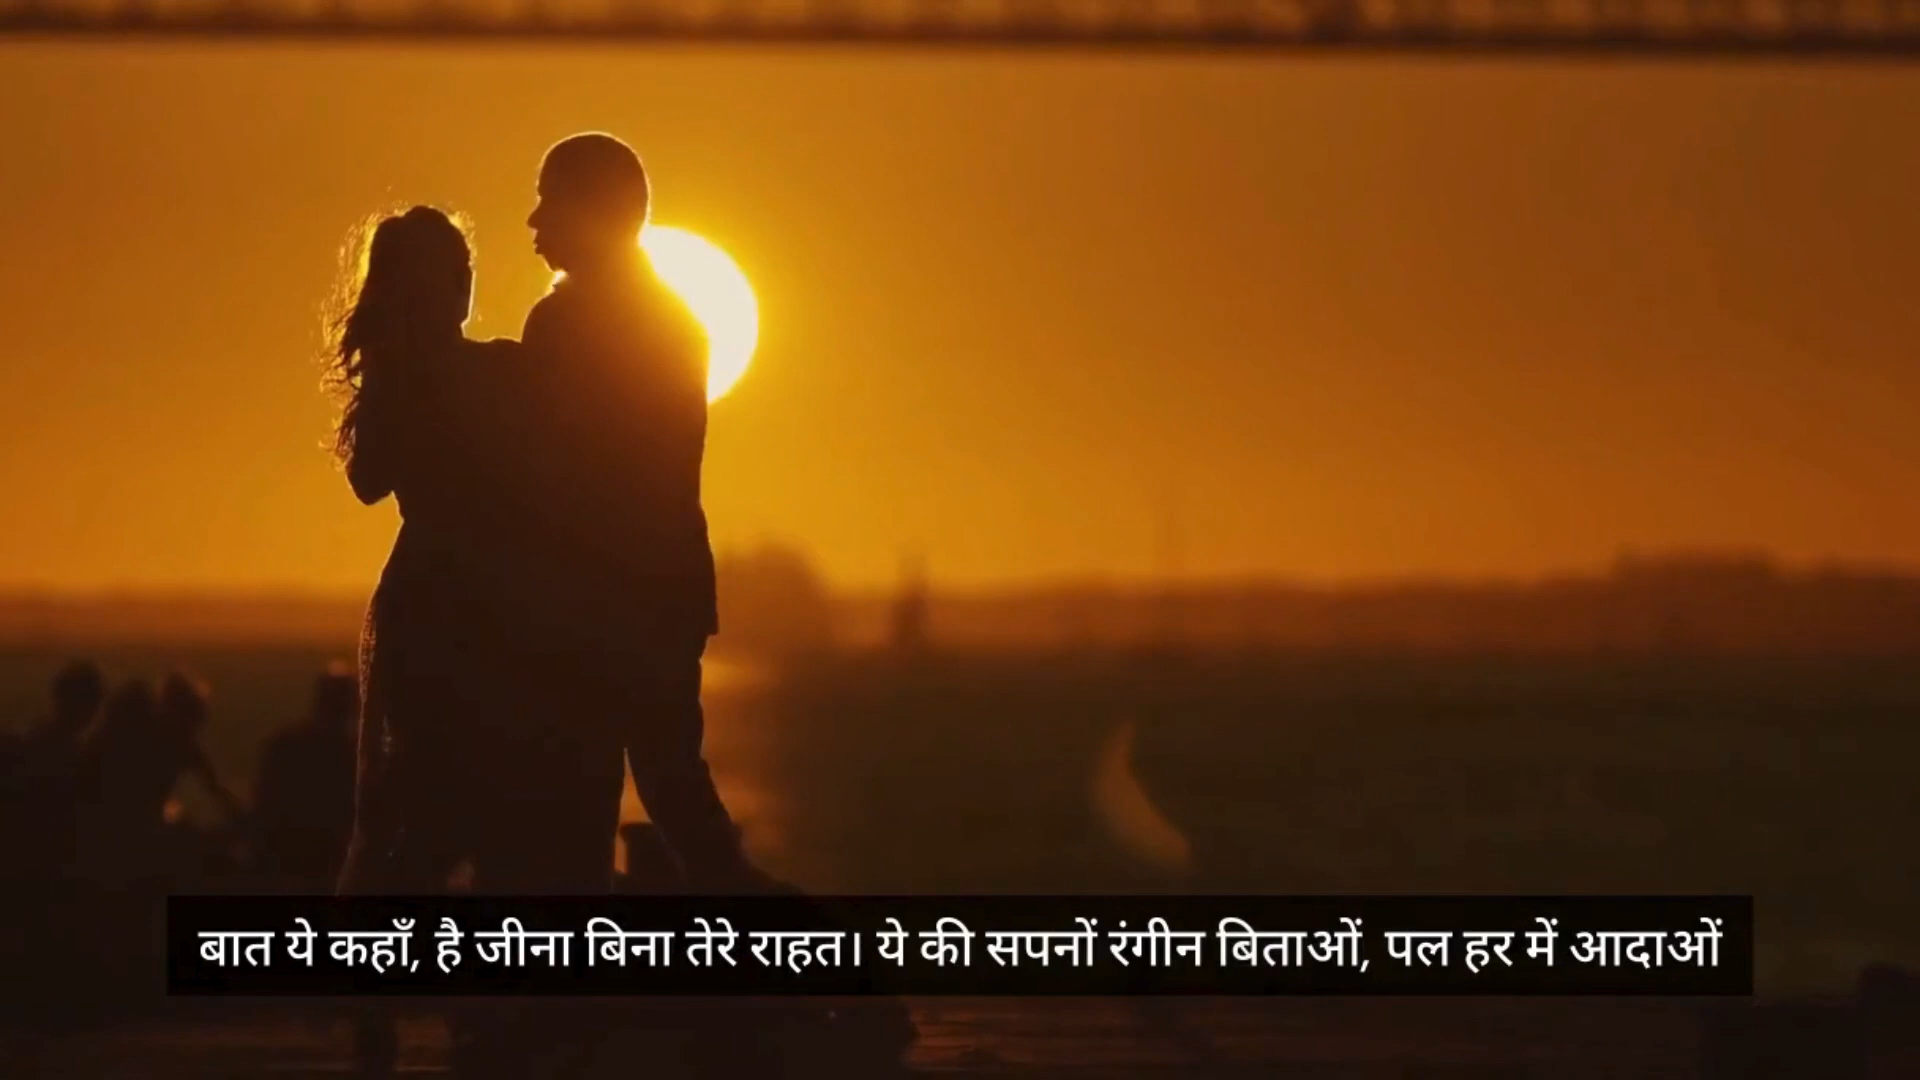 बात ये कहाँ, है जीना बिना तेरे राहत। ये की सपनों रंगीन बिताओं, पल हर में आदाओं